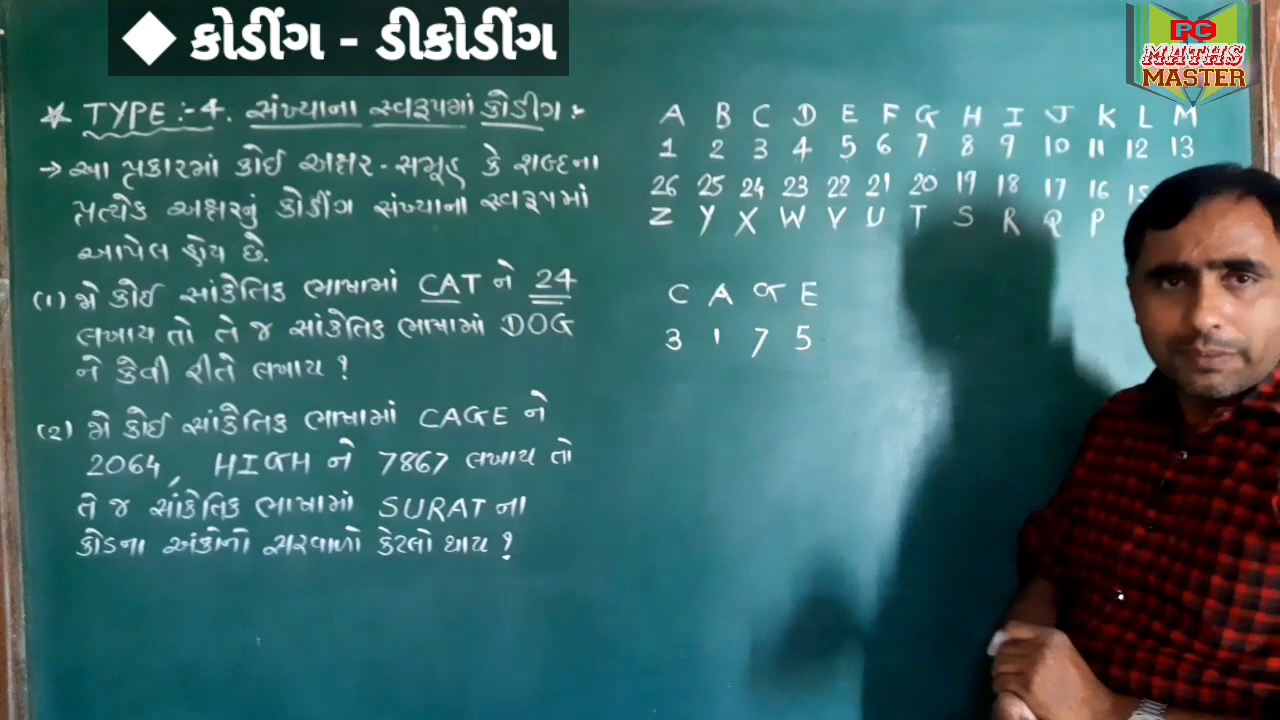 ◆ કોડીંગ - ડીકોડીંગ
PC
MATHS
MASTER
★ TYPE :- 4. સંખ્યાના સ્વરૂપમાં કોડીંગ :-
→ આ પ્રકારમાં કોઈ અક્ષર - સમૂહ કે શબ્દના
પ્રત્યેક અક્ષરનું કોડીંગ સંખ્યાના સ્વરૂપમાં
આપેલ હોય છે.
(૧) જો કોઈ સાંકેતિક ભાષામાં CAT ને 24
લખાય તો તે જ સાંકેતિક ભાષામાં DOG
ને કેવી રીતે લખાય ?
(૨) જો કોઈ સાંકેતિક ભાષામાં CAGE ને
2064, HIGH ને 7867 લખાય તો
તે જ સાંકેતિક ભાષામાં SURAT ના
કોડના અંકોનો સરવાળો કેટલો થાય ?
A B C D E F G H I J K L M
1 2 3 4 5 6 7 8 9 10 11 12 13
26 25 24 23 22 21 20 19 18 17 16 15
Z Y X W V U T S R Q P
C A G E
3 1 7 5